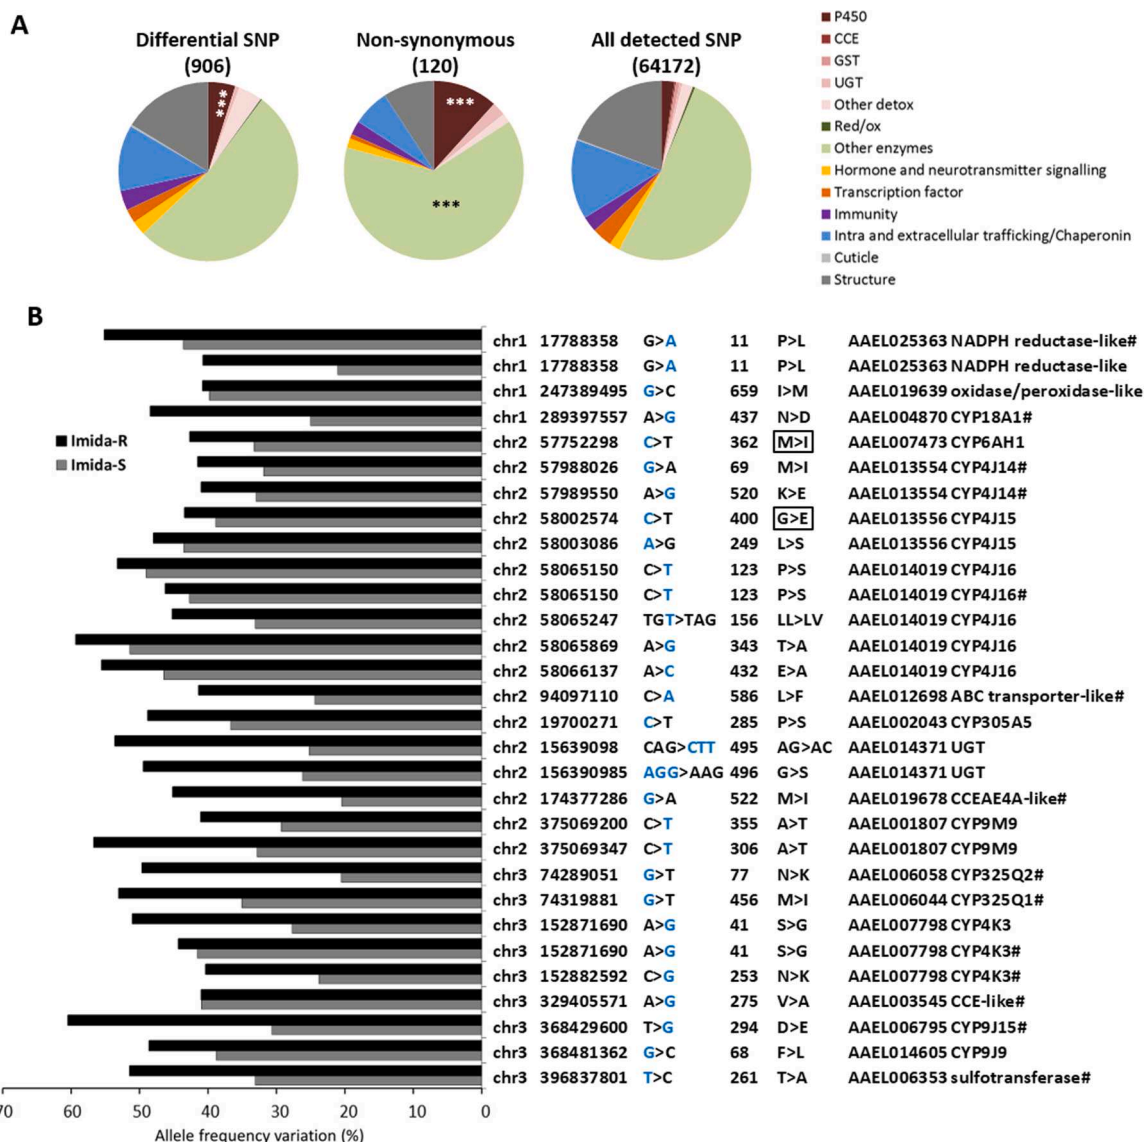 A
Differential SNP
(906)
***
Non-synonymous
(120)
***
***
All detected SNP
(64172)
P450
CCE
GST
UGT
Other detox
Red/ox
Other enzymes
Hormone and neurotransmitter signalling
Transcription factor
Immunity
Intra and extracellular trafficking/Chaperonin
Cuticle
Structure
B
Imida-R
Imida-S
chr1 17788358 G>A 11 P>L AAEL025363 NADPH reductase-like#
chr1 17788358 G>A 11 P>L AAEL025363 NADPH reductase-like
chr1 247389495 G>C 659 I>M AAEL019639 oxidase/peroxidase-like
chr1 289397557 A>G 437 N>D AAEL004870 CYP18A1#
chr2 57752298 C>T 362 M>I AAEL007473 CYP6AH1
chr2 57988026 G>A 69 M>I AAEL013554 CYP4J14#
chr2 57989550 A>G 520 K>E AAEL013554 CYP4J14#
chr2 58002574 C>T 400 G>E AAEL013556 CYP4J15
chr2 58003086 A>G 249 L>S AAEL013556 CYP4J15
chr2 58065150 C>T 123 P>S AAEL014019 CYP4J16
chr2 58065150 C>T 123 P>S AAEL014019 CYP4J16#
chr2 58065247 TGT>TAG 156 LL>LV AAEL014019 CYP4J16
chr2 58065869 A>G 343 T>A AAEL014019 CYP4J16
chr2 58066137 A>C 432 E>A AAEL014019 CYP4J16
chr2 94097110 C>A 586 L>F AAEL012698 ABC transporter-like#
chr2 19700271 C>T 285 P>S AAEL002043 CYP305A5
chr2 15639098 CAG>CTT 495 AG>AC AAEL014371 UGT
chr2 156390985 AGG>AAG 496 G>S AAEL014371 UGT
chr2 174377286 G>A 522 M>I AAEL019678 CCEAE4A-like#
chr2 375069200 C>T 355 A>T AAEL001807 CYP9M9
chr2 375069347 C>T 306 A>T AAEL001807 CYP9M9
chr3 74289051 G>T 77 N>K AAEL006058 CYP325Q2#
chr3 74319881 G>T 456 M>I AAEL006044 CYP325Q1#
chr3 152871690 A>G 41 S>G AAEL007798 CYP4K3
chr3 152871690 A>G 41 S>G AAEL007798 CYP4K3#
chr3 152882592 C>G 253 N>K AAEL007798 CYP4K3#
chr3 329405571 A>G 275 V>A AAEL003545 CCE-like#
chr3 368429600 T>G 294 D>E AAEL006795 CYP9J15#
chr3 368481362 G>C 68 F>L AAEL014605 CYP9J9
chr3 396837801 T>C 261 T>A AAEL006353 sulfotransferase#
70 60 50 40 30 20 10 0
Allele frequency variation (%)